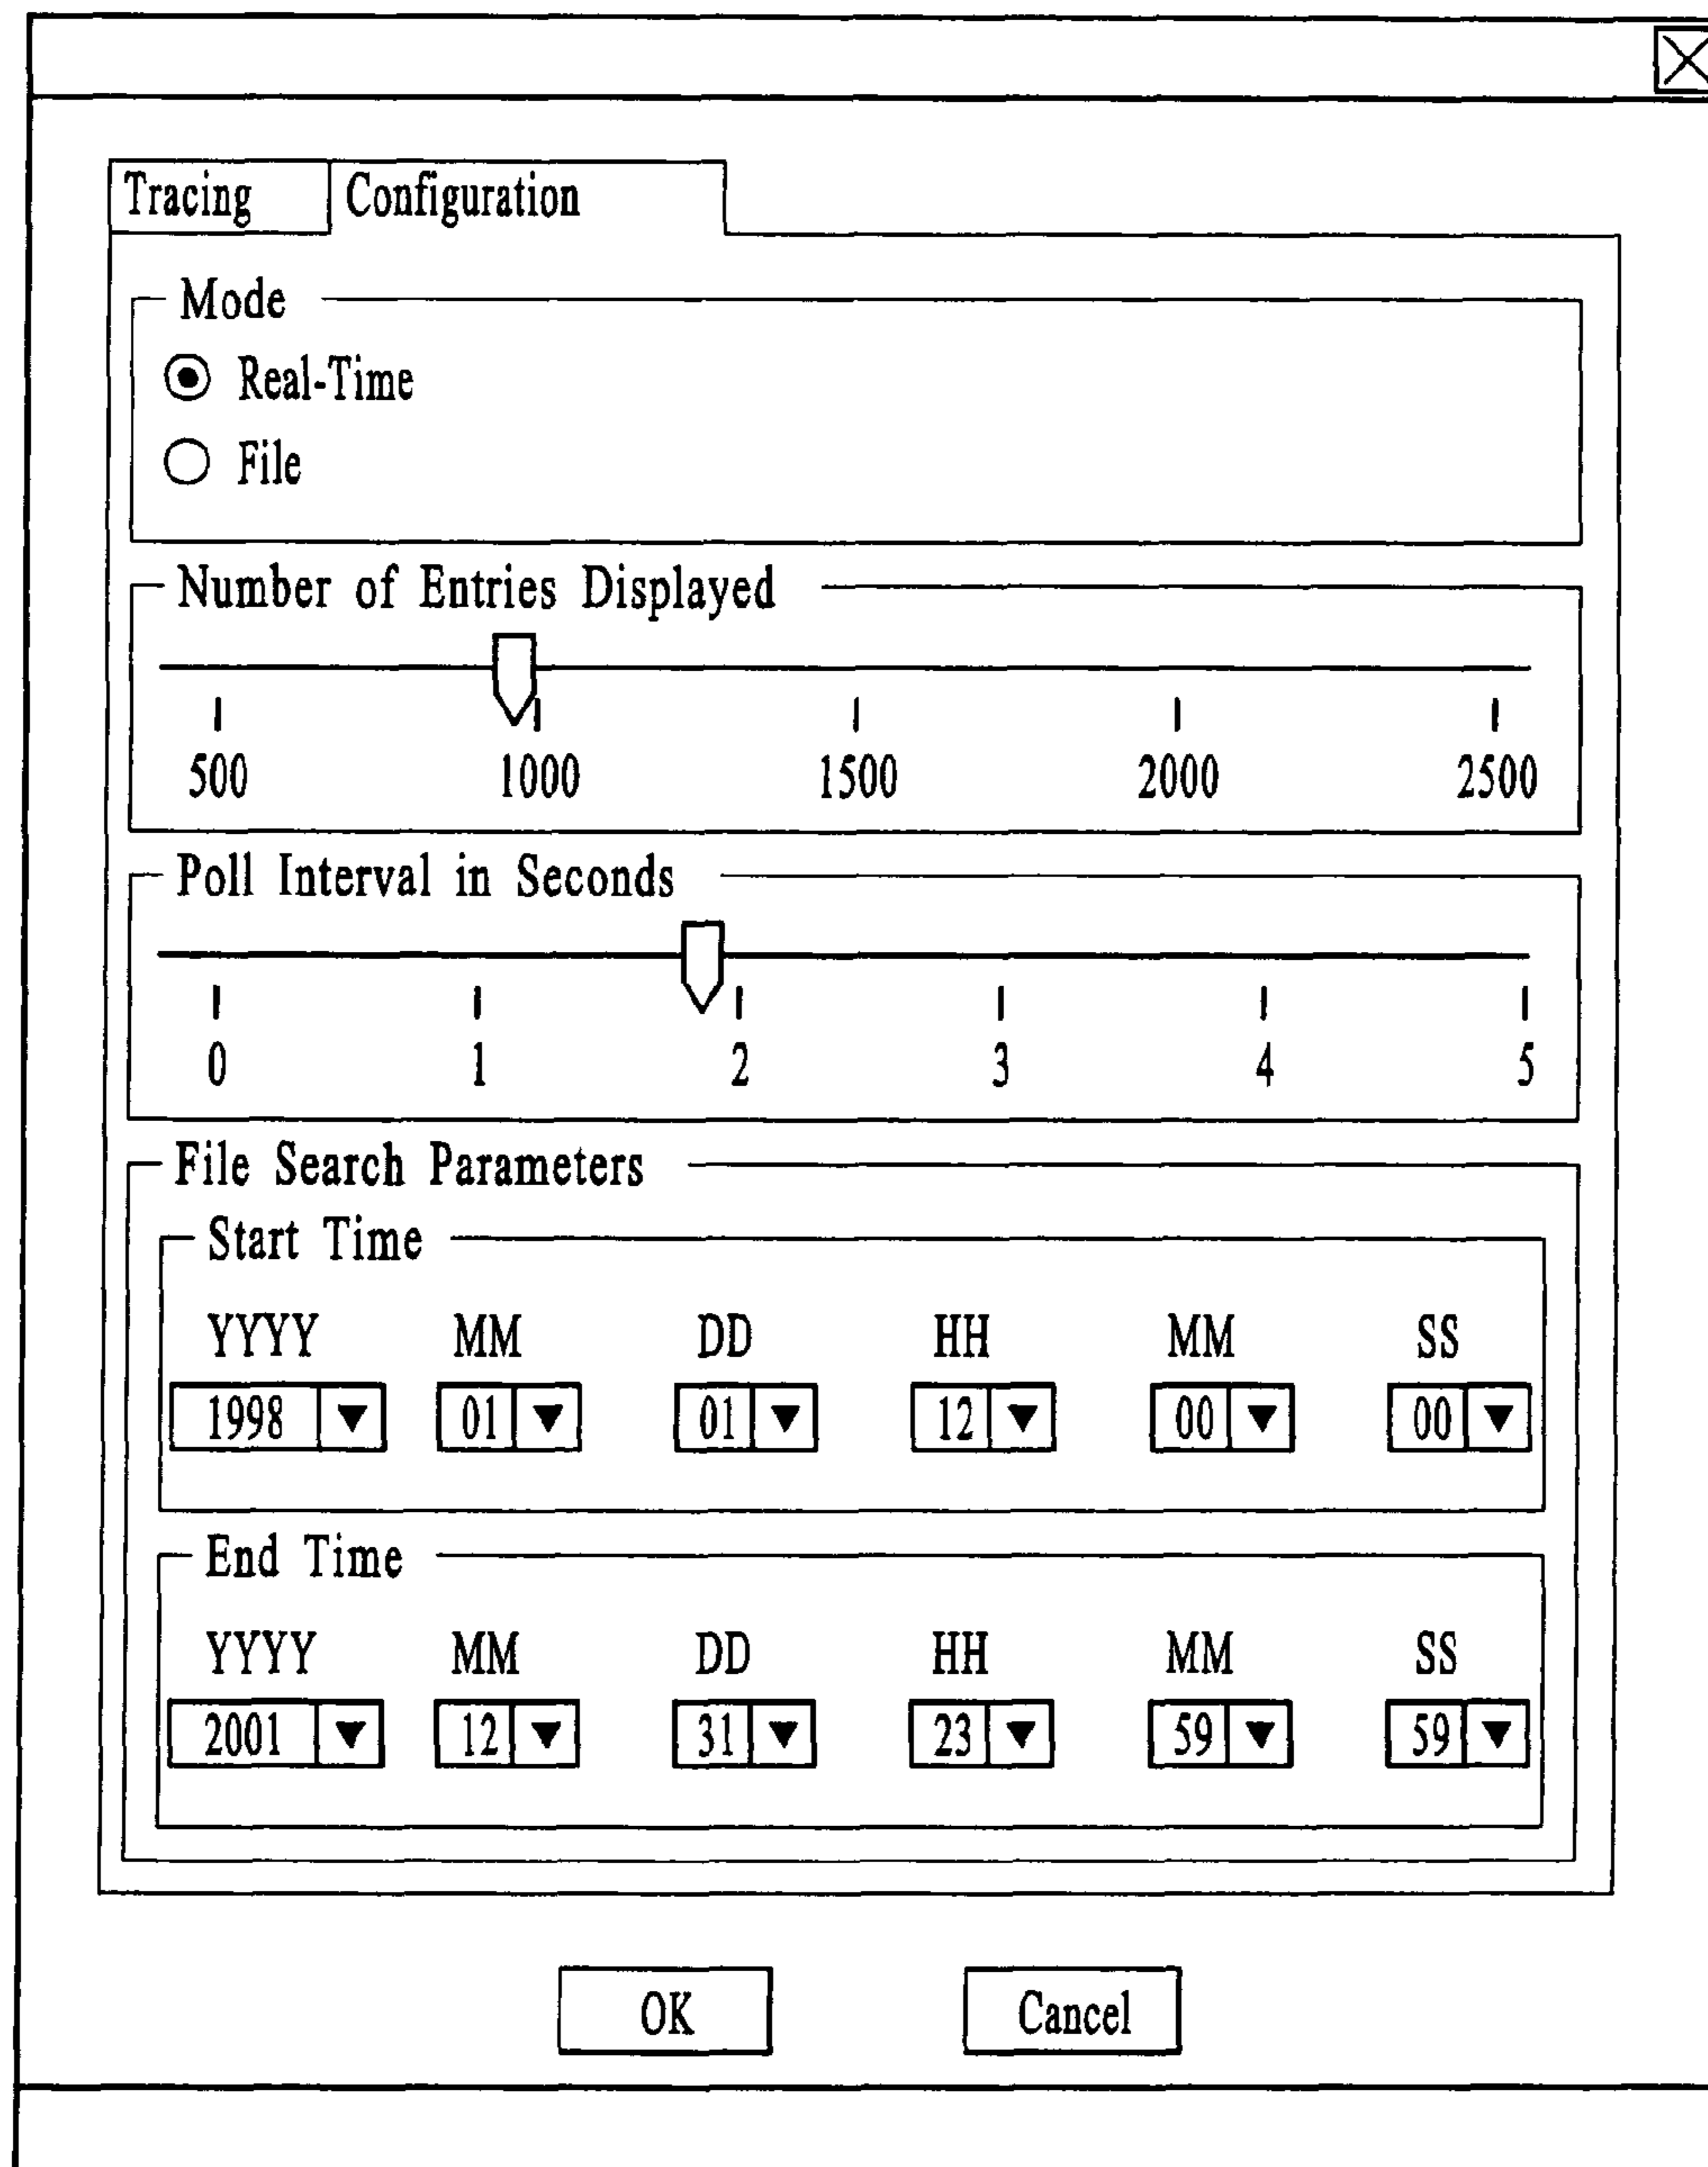 Tracing Configuration
Mode
Real-Time
File
Number of Entries Displayed
500 1000 1500 2000 2500
Poll Interval in Seconds
0 1 2 3 4 5
File Search Parameters
Start Time
YYYY MM DD HH MM SS
1998 01 01 12 00 00
End Time
YYYY MM DD HH MM SS
2001 12 31 23 59 59
OK Cancel